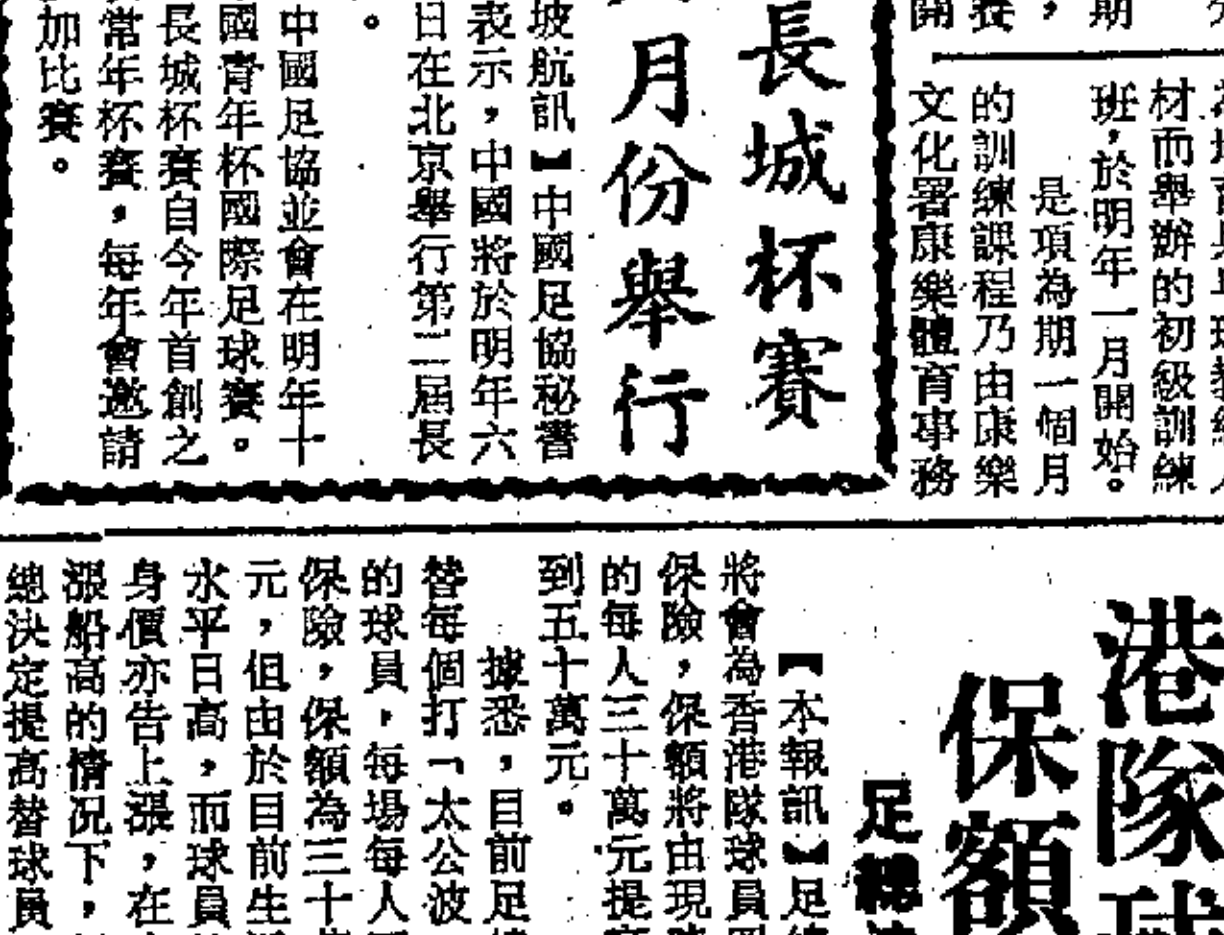 期
養
開
材而舉辦的初級訓練
班，於明年一月開始。
是項為期一個月
的訓練課程乃由康樂
文化署康樂體育事務
長城杯賽
月份舉行
坡航訊】中國足協秘書
表示，中國將於明年六
日在北京舉行第二屆長
。
中國足協並會在明年十
國青年杯國際足球賽。
長城杯賽自今年首創之
常年杯賽，每年會邀請
加比賽。
港隊球
保額
足總
【本報訊】足總
將會為香港隊球員
保險，保額將由現
的每人三十萬元提
到五十萬元。
據悉，目前足
替每個打「太公波
的球員，每場每人
保險，保額為三十
元，但由於目前生
水平日高，而球員
身價亦告上漲，在
漲船高的情況下，
總決定提高替球員